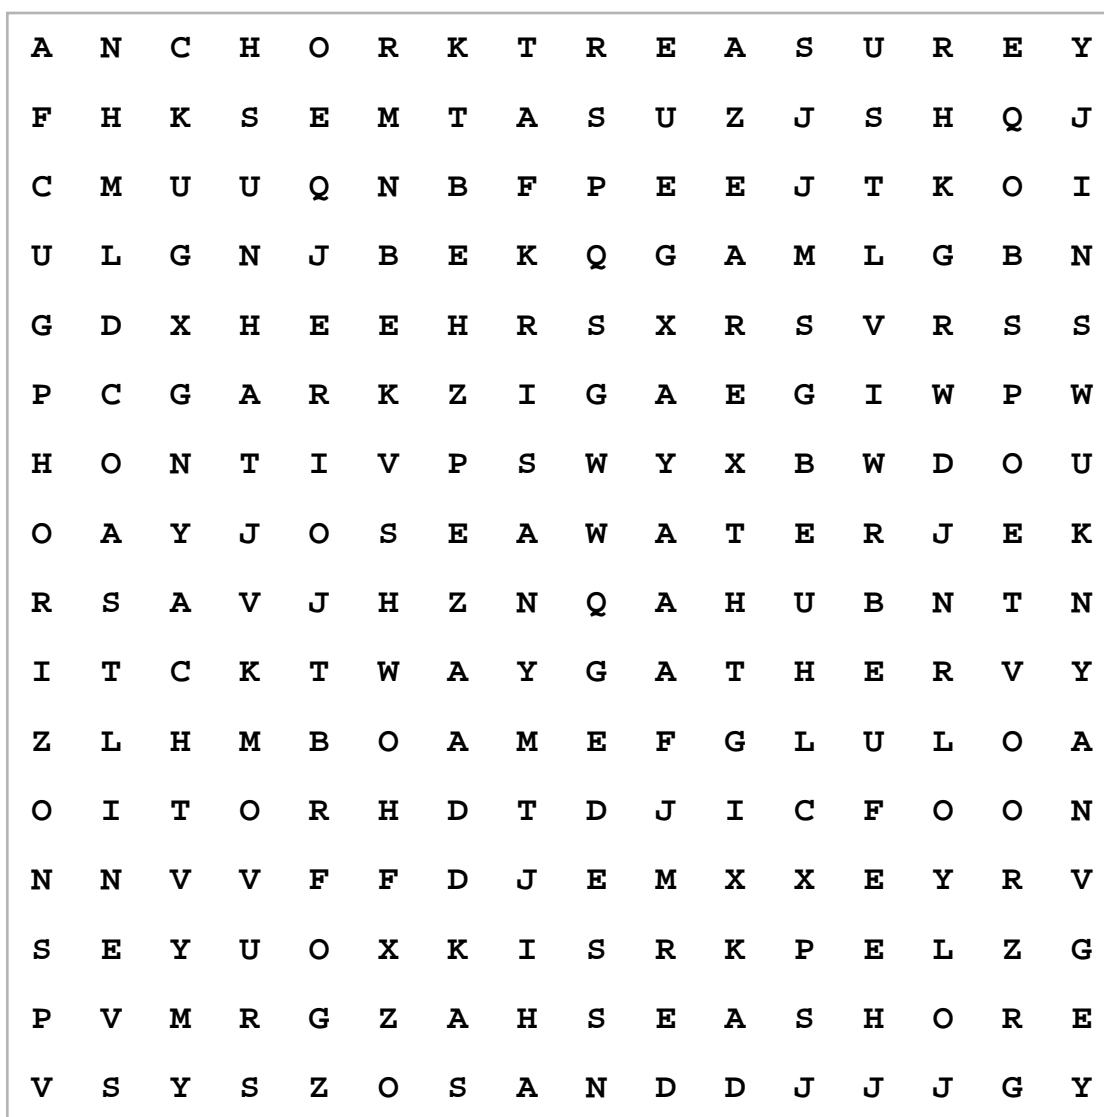 A N C H O R K T R E A S U R E Y
F H K S E M T A S U Z J S H Q J
C M U U Q N B F P E E J T K O I
U L G N J B E K Q G A M L G B N
G D X H E E H R S X R S V R S S
P C G A R K Z I G A E G I W P W
H O N T I V P S W Y X B W D O U
O A Y J O S E A W A T E R J E K
R S A V J H Z N Q A H U B N T N
I T C K T W A Y G A T H E R V Y
Z L H M B O A M E F G L U L O A
O I T O R H D T D J I C F O O N
N N V V F F D J E M X X E Y R V
S E Y U O X K I S R K P E L Z G
P V M R G Z A H S E A S H O R E
V S Y S Z O S A N D D J J J G Y